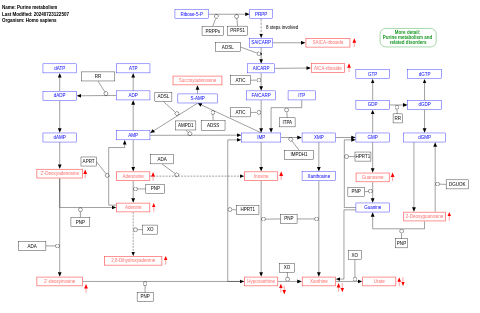 Name: Purine metabolism
Last Modified: 20240723122507
Organism: Homo sapiens
Ribose-5-P
PRPP
PRPPs
PRPS1
6 steps involved
More detail:
Purine metabolism and
related disorders
SAICARP
SAICA-riboside
ADSL
AICARP
AICA-riboside
dATP
ATP
RR
Succinyladenosine
ATIC
GTP
dGTP
dADP
ADP
ADSL
S-AMP
FAICARP
ITP
GDP
dGDP
ATIC
RR
AMPD1
ADSS
ITPA
dAMP
AMP
IMP
XMP
GMP
dGMP
IMPDH1
APRT
ADA
HPRT1
2'-Deoxyadenosine
Adenosine
Inosine
Xanthosine
Guanosine
PNP
PNP
DGUOK
Adenine
HPRT1
Guanine
PNP
PNP
2-Deoxyguanosine
XO
PNP
ADA
XO
2,8-Dihydroxyadenine
XO
2'-deoxyinosine
Hypoxanthine
Xanthine
Urate
PNP